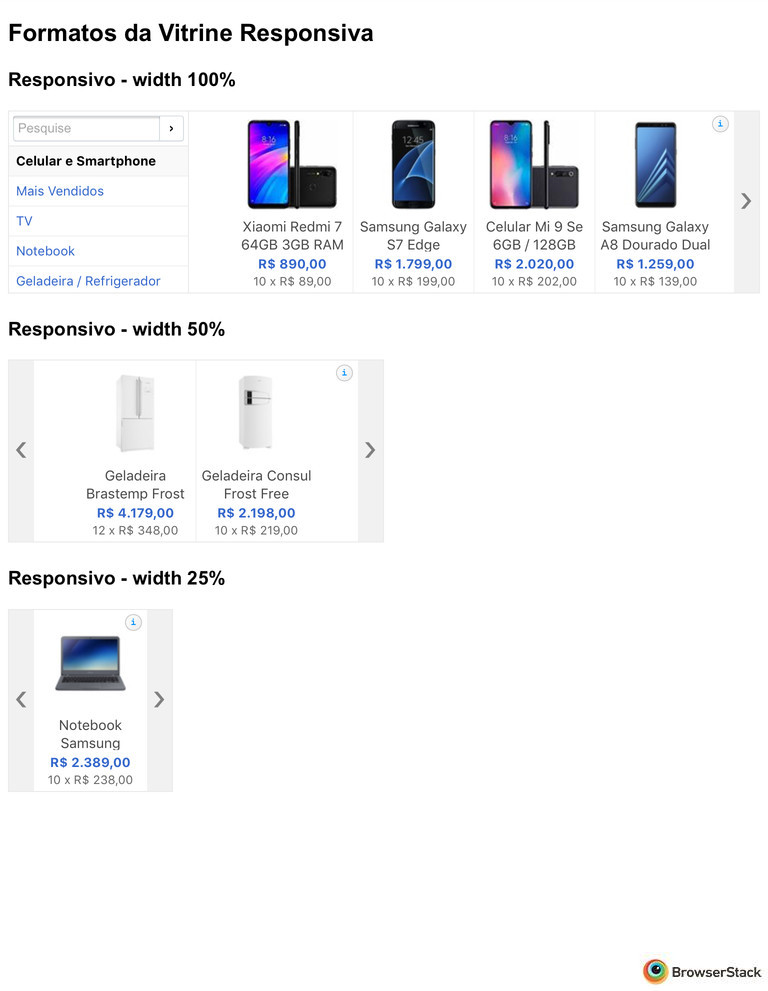 Formatos da Vitrine Responsiva
Responsivo - width 100%
Pesquise
Celular e Smartphone
Mais Vendidos
TV
Notebook
Geladeira / Refrigerador
8:16
Xiaomi Redmi 7
64GB 3GB RAM
R$ 890,00
10 x R$ 89,00
12:45
Samsung Galaxy
S7 Edge
R$ 1.799,00
10 x R$ 199,00
8:16
Celular Mi 9 Se
6GB / 128GB
R$ 2.020,00
10 x R$ 202,00
i
Samsung Galaxy
A8 Dourado Dual
R$ 1.259,00
10 x R$ 139,00
Responsivo - width 50%
Geladeira
Brastemp Frost
R$ 4.179,00
12 x R$ 348,00
i
Geladeira Consul
Frost Free
R$ 2.198,00
10 x R$ 219,00
Responsivo - width 25%
i
Notebook
Samsung
R$ 2.389,00
10 x R$ 238,00
BrowserStack